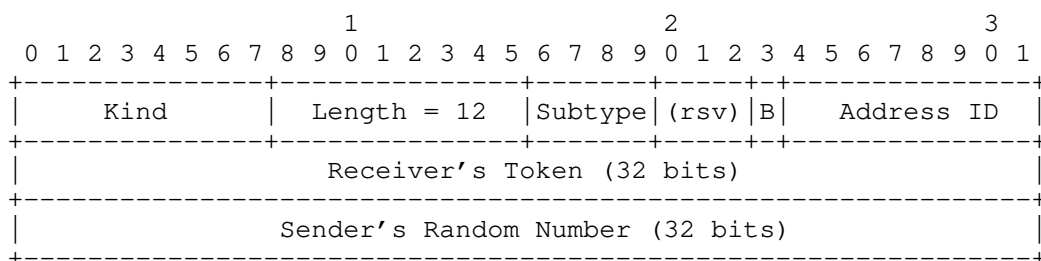 1                   2                   3
 0 1 2 3 4 5 6 7 8 9 0 1 2 3 4 5 6 7 8 9 0 1 2 3 4 5 6 7 8 9 0 1
+---------------+---------------+-------+-----+-+---------------+
|     Kind      |  Length = 12  |Subtype|(rsv)|B|   Address ID  |
+---------------+---------------+-------+-----+-+---------------+
|                   Receiver's Token (32 bits)                  |
+---------------------------------------------------------------+
|                Sender's Random Number (32 bits)               |
+---------------------------------------------------------------+